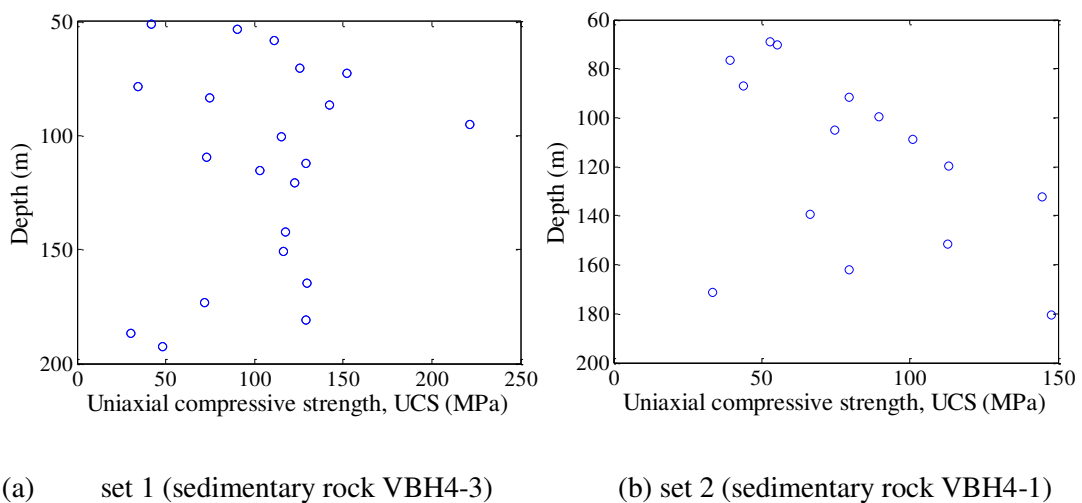 50
100
150
200
Depth (m)
0 50 100 150 200 250
Uniaxial compressive strength, UCS (MPa)
60
80
100
120
140
160
180
200
Depth (m)
0 50 100 150
Uniaxial compressive strength, UCS (MPa)
(a) set 1 (sedimentary rock VBH4-3)
(b) set 2 (sedimentary rock VBH4-1)